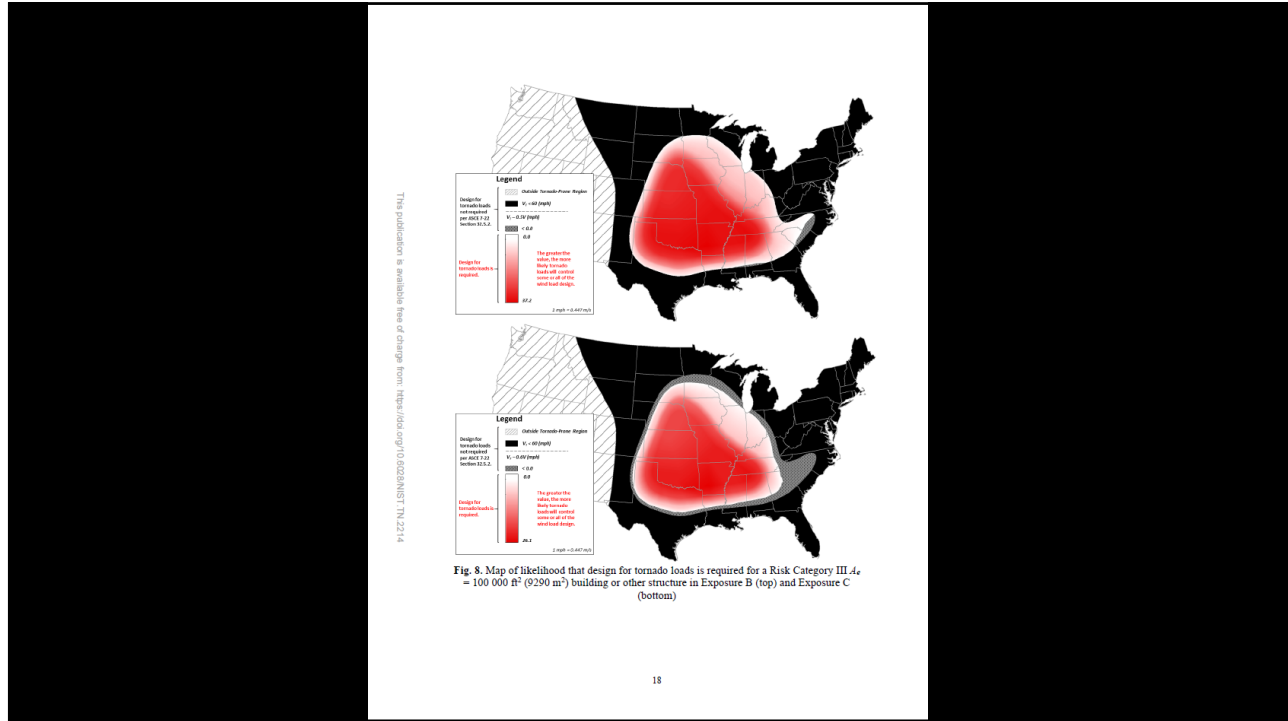 Legend
Design for
tornado loads
not required
per ASCE 7-22
Section 32.5.2.
Outside Tornado-Prone Region
Vₜ < 60 (mph)
Vₜ – 0.5V (mph)
< 0.0
0.0
Design for
tornado loads is
required.
The greater the
value, the more
likely tornado
loads will control
some or all of the
wind load design.
37.2
1 mph = 0.447 m/s
Legend
Design for
tornado loads
not required
per ASCE 7-22
Section 32.5.2.
Outside Tornado-Prone Region
Vₜ < 60 (mph)
Vₜ – 0.6V (mph)
< 0.0
0.0
Design for
tornado loads is
required.
The greater the
value, the more
likely tornado
loads will control
some or all of the
wind load design.
26.1
1 mph = 0.447 m/s
This publication is available free of charge from: https://doi.org/10.6028/NIST.TN.2214
Fig. 8. Map of likelihood that design for tornado loads is required for a Risk Category III Aₑ
= 100 000 ft² (9290 m²) building or other structure in Exposure B (top) and Exposure C
(bottom)
18